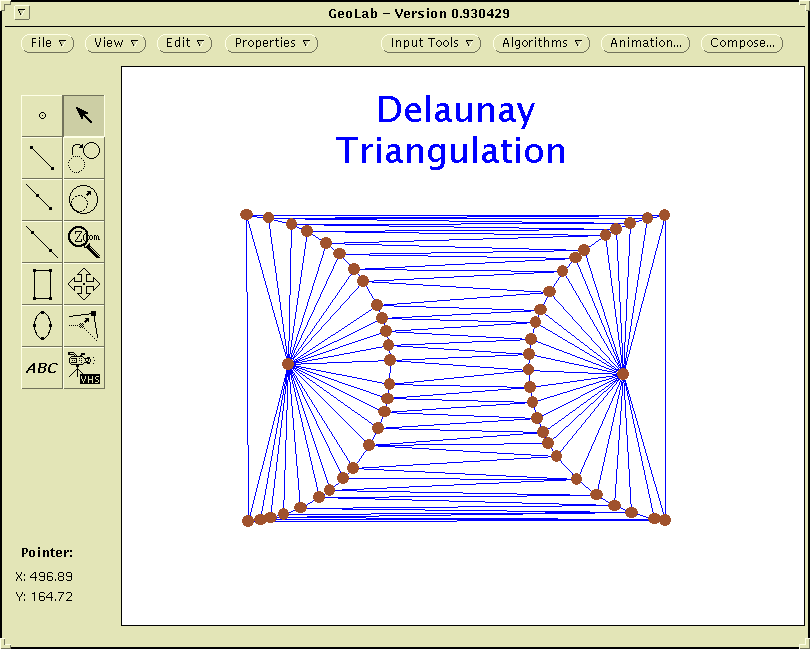 GeoLab – Version 0.930429
File View Edit Properties Input Tools Algorithms Animation... Compose...
Delaunay
Triangulation
Zoom
ABC
VHS
Pointer:
X: 496.89
Y: 164.72